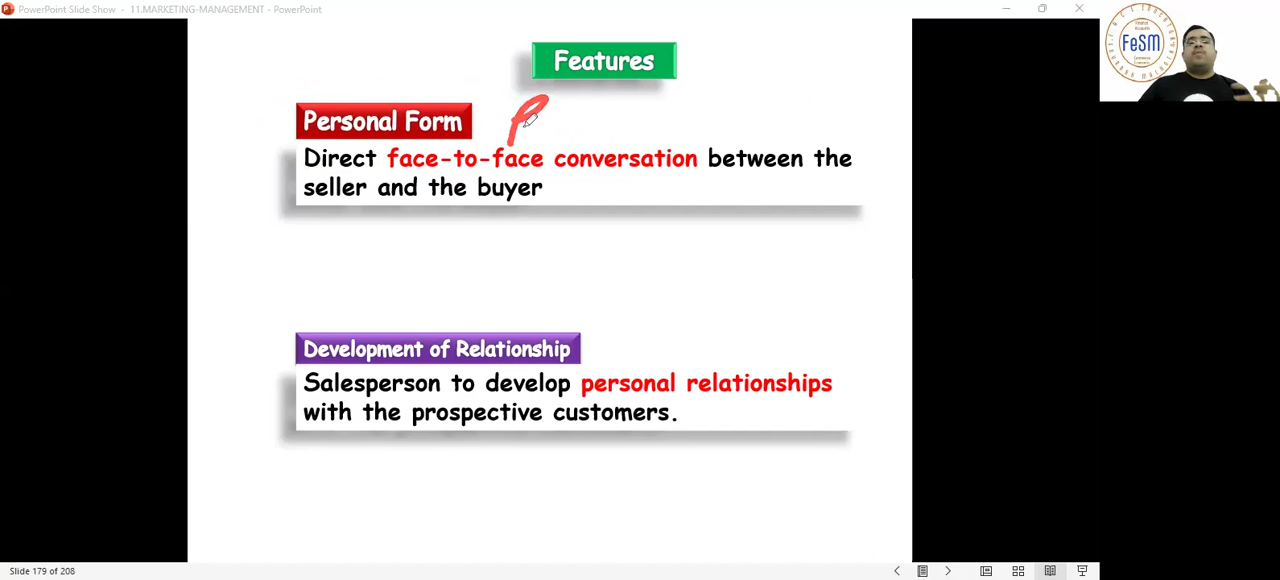 PowerPoint Slide Show - 11.MARKETING-MANAGEMENT - PowerPoint
FeSM
Features
Personal Form
P
Direct face-to-face conversation between the
seller and the buyer
Development of Relationship
Salesperson to develop personal relationships
with the prospective customers.
Slide 179 of 208